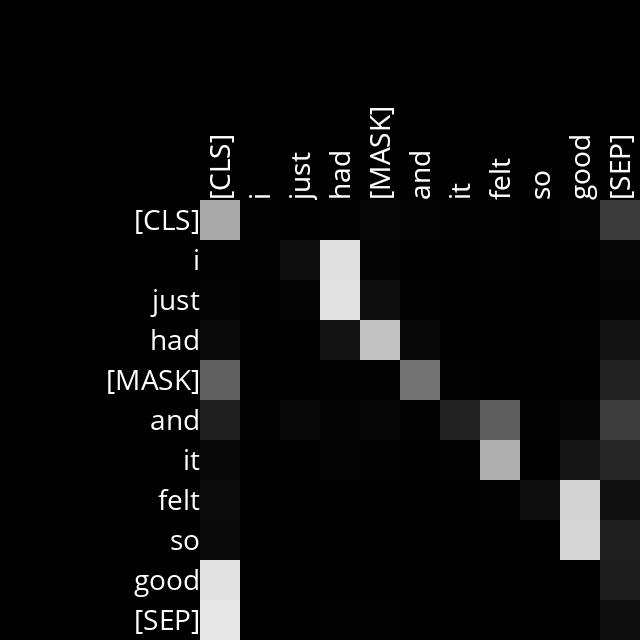 [CLS] i just had [MASK] and it felt so good [SEP]
[CLS]
i
just
had
[MASK]
and
it
felt
so
good
[SEP]